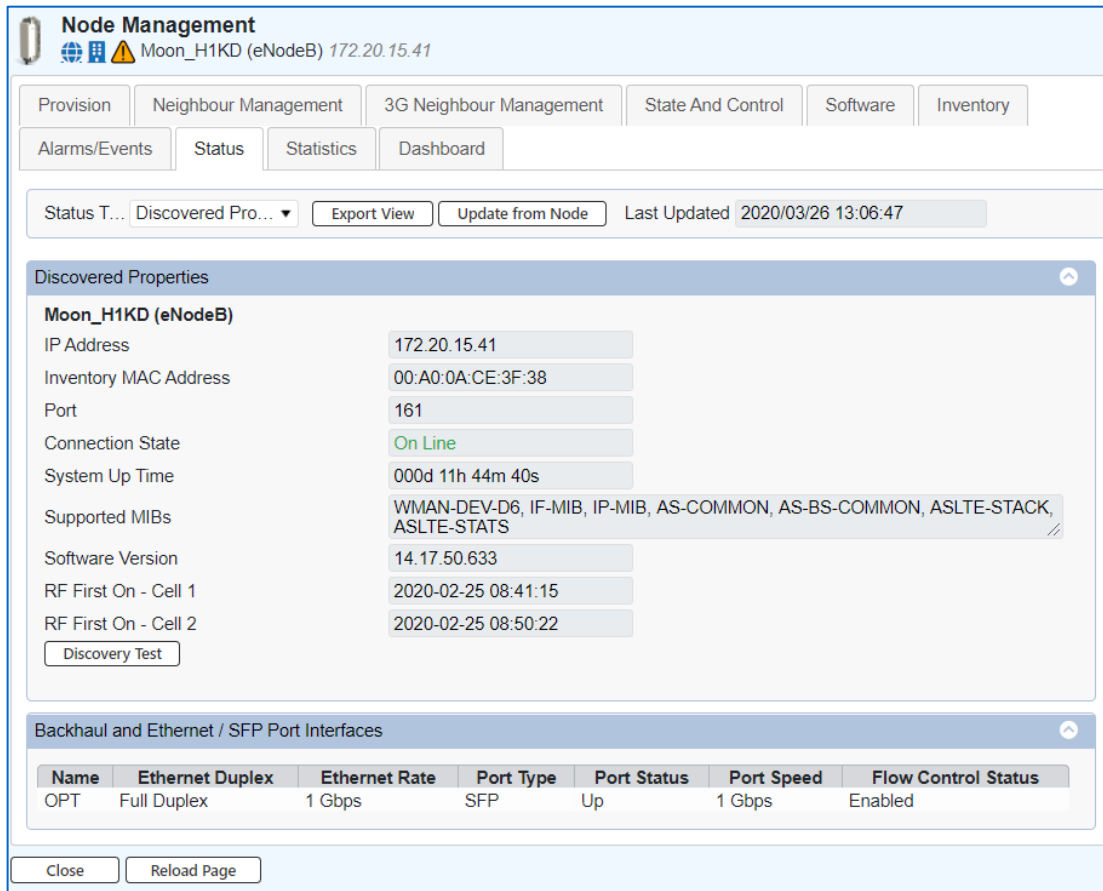 Node Management
Moon_H1KD (eNodeB) 172.20.15.41
Provision Neighbour Management 3G Neighbour Management State And Control Software Inventory
Alarms/Events Status Statistics Dashboard
Status T... Discovered Pro... Export View Update from Node Last Updated 2020/03/26 13:06:47
Discovered Properties
Moon_H1KD (eNodeB)
IP Address 172.20.15.41
Inventory MAC Address 00:A0:0A:CE:3F:38
Port 161
Connection State On Line
System Up Time 000d 11h 44m 40s
Supported MIBs WMAN-DEV-D6, IF-MIB, IP-MIB, AS-COMMON, AS-BS-COMMON, ASLTE-STACK,
ASLTE-STATS
Software Version 14.17.50.633
RF First On - Cell 1 2020-02-25 08:41:15
RF First On - Cell 2 2020-02-25 08:50:22
Discovery Test
Backhaul and Ethernet / SFP Port Interfaces
Name Ethernet Duplex Ethernet Rate Port Type Port Status Port Speed Flow Control Status
OPT Full Duplex 1 Gbps SFP Up 1 Gbps Enabled
Close Reload Page